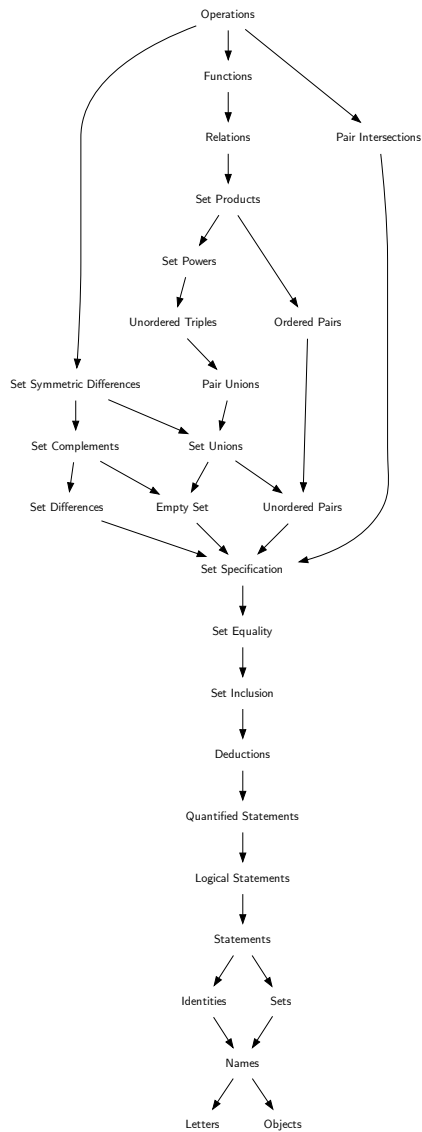 Operations
Functions
Relations
Pair Intersections
Set Products
Set Powers
Unordered Triples
Ordered Pairs
Set Symmetric Differences
Pair Unions
Set Complements
Set Unions
Set Differences
Empty Set
Unordered Pairs
Set Specification
Set Equality
Set Inclusion
Deductions
Quantified Statements
Logical Statements
Statements
Identities
Sets
Names
Letters
Objects